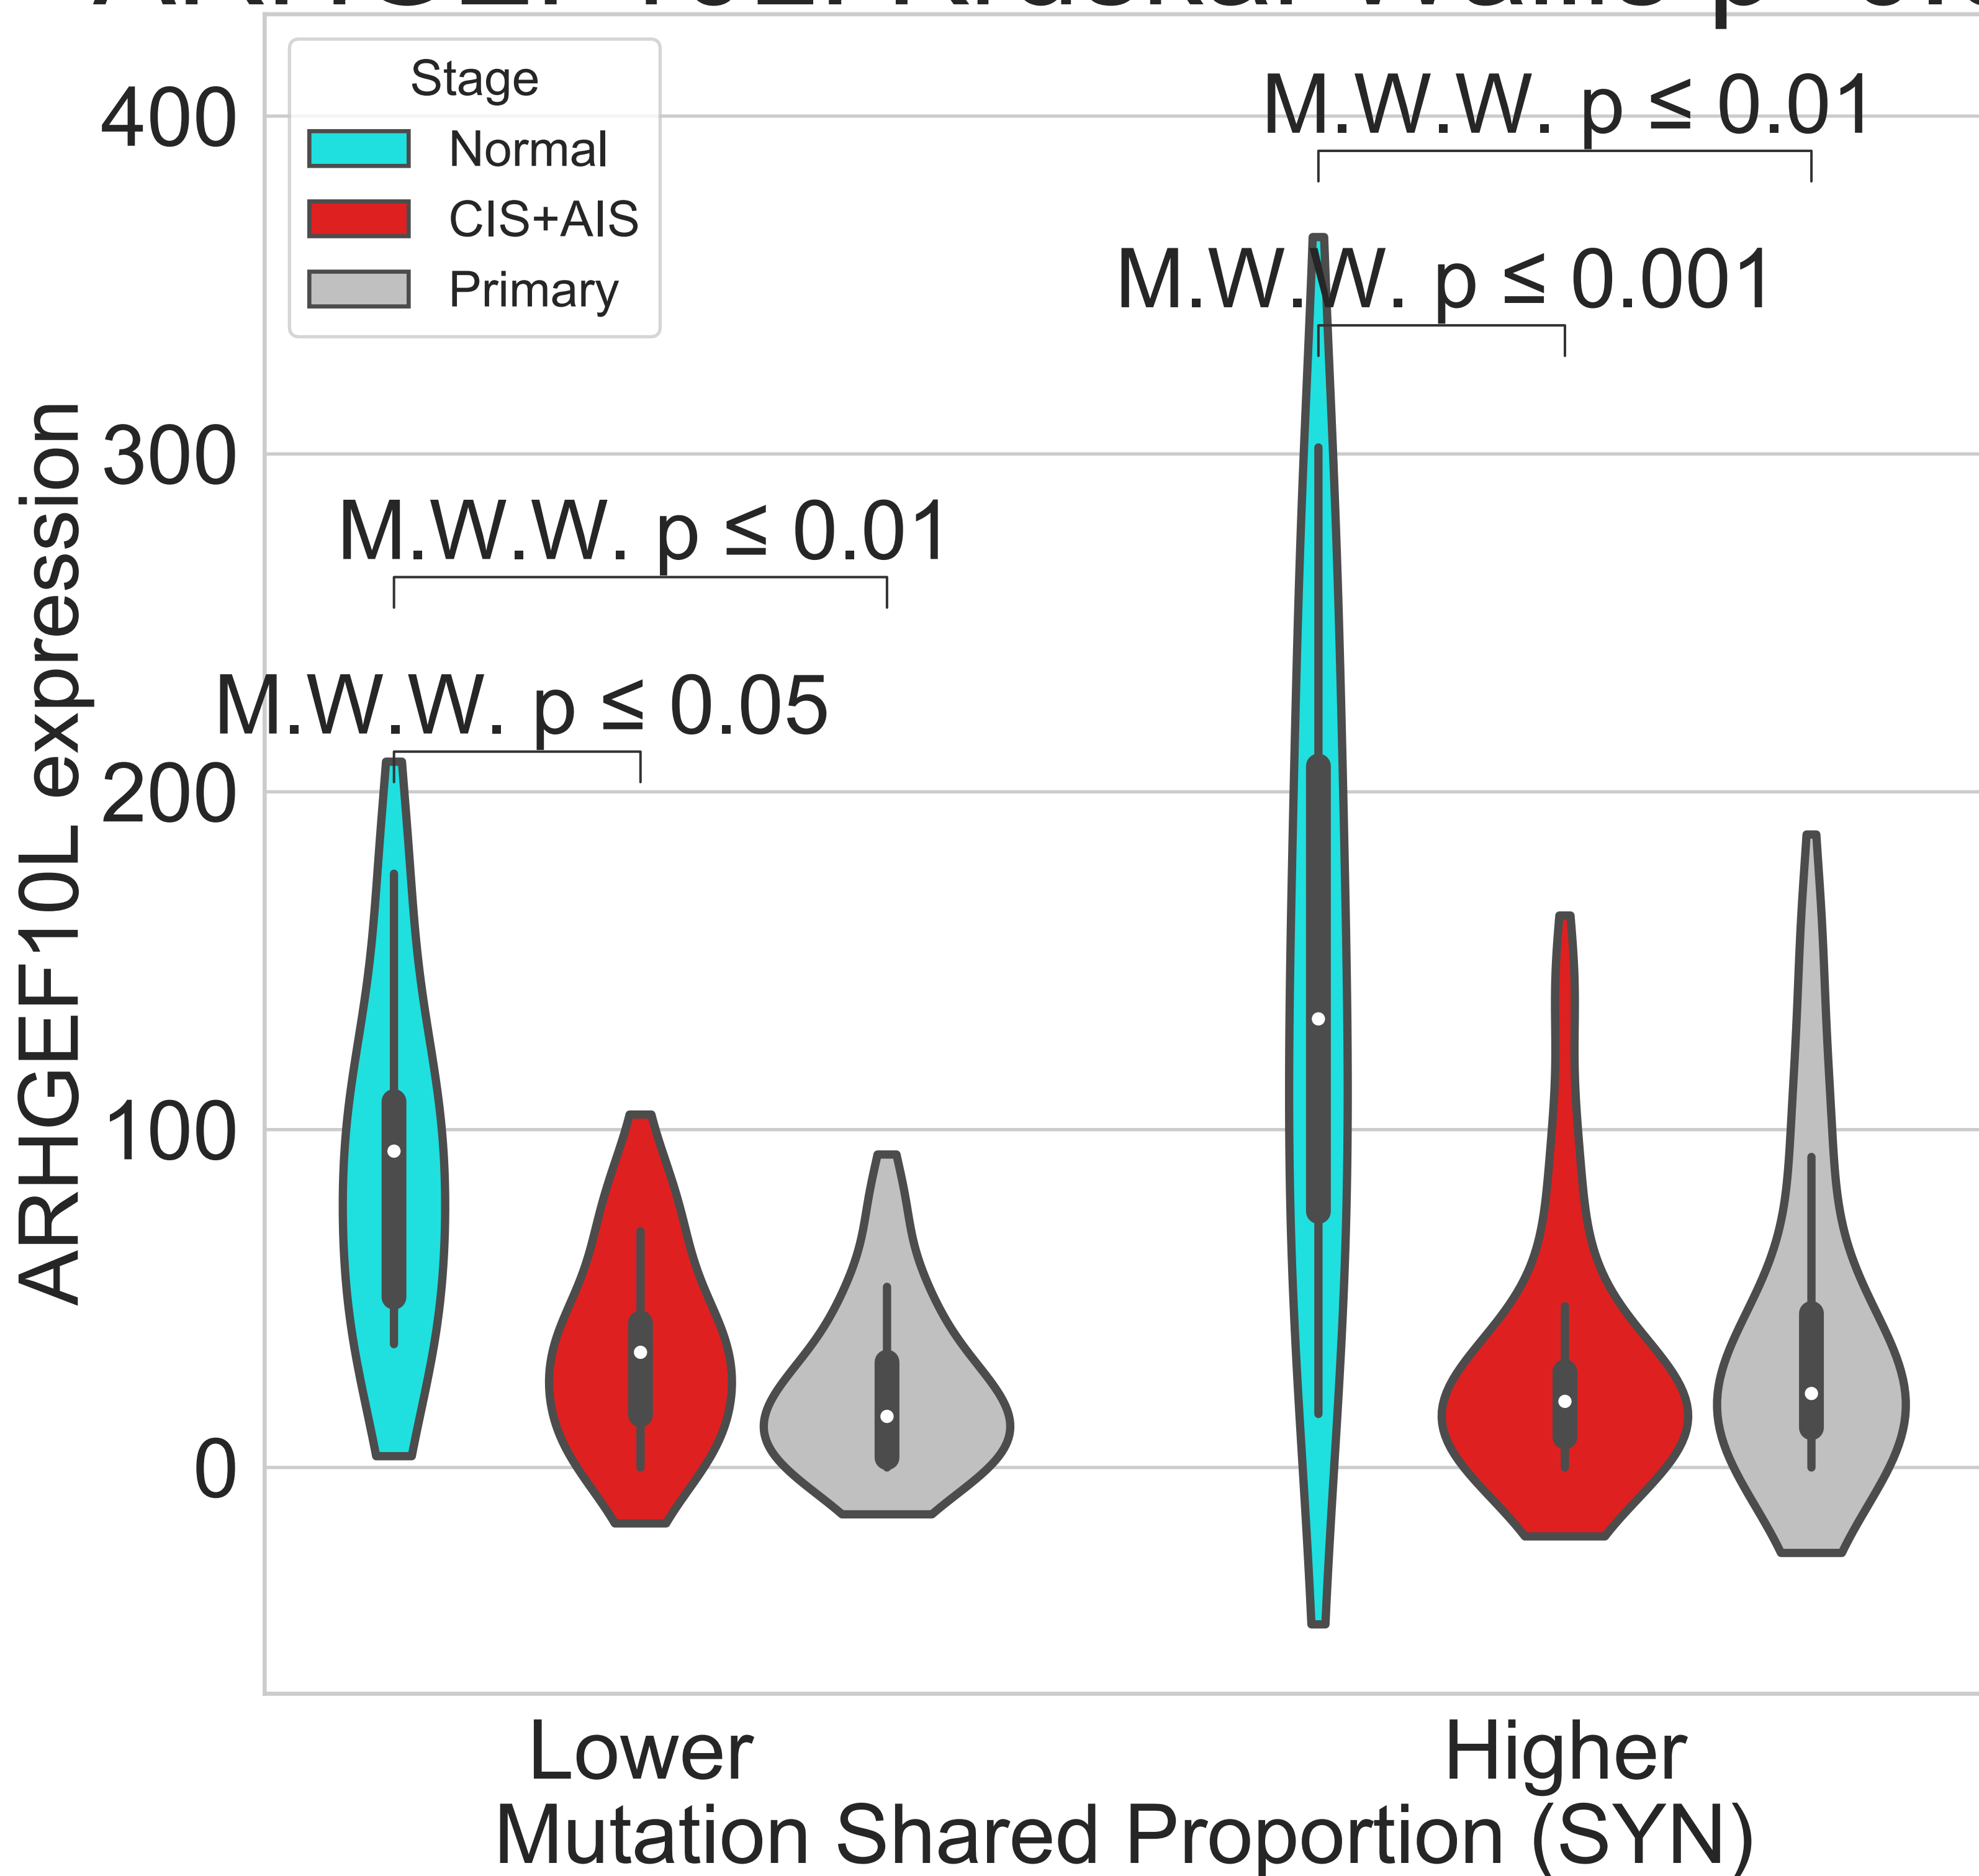 Stage
Normal
CIS+AIS
Primary
400
300
200
100
0
ARHGEF10L expression
M.W.W. p ≤ 0.01
M.W.W. p ≤ 0.001
M.W.W. p ≤ 0.01
M.W.W. p ≤ 0.05
Lower
Higher
Mutation Shared Proportion (SYN)